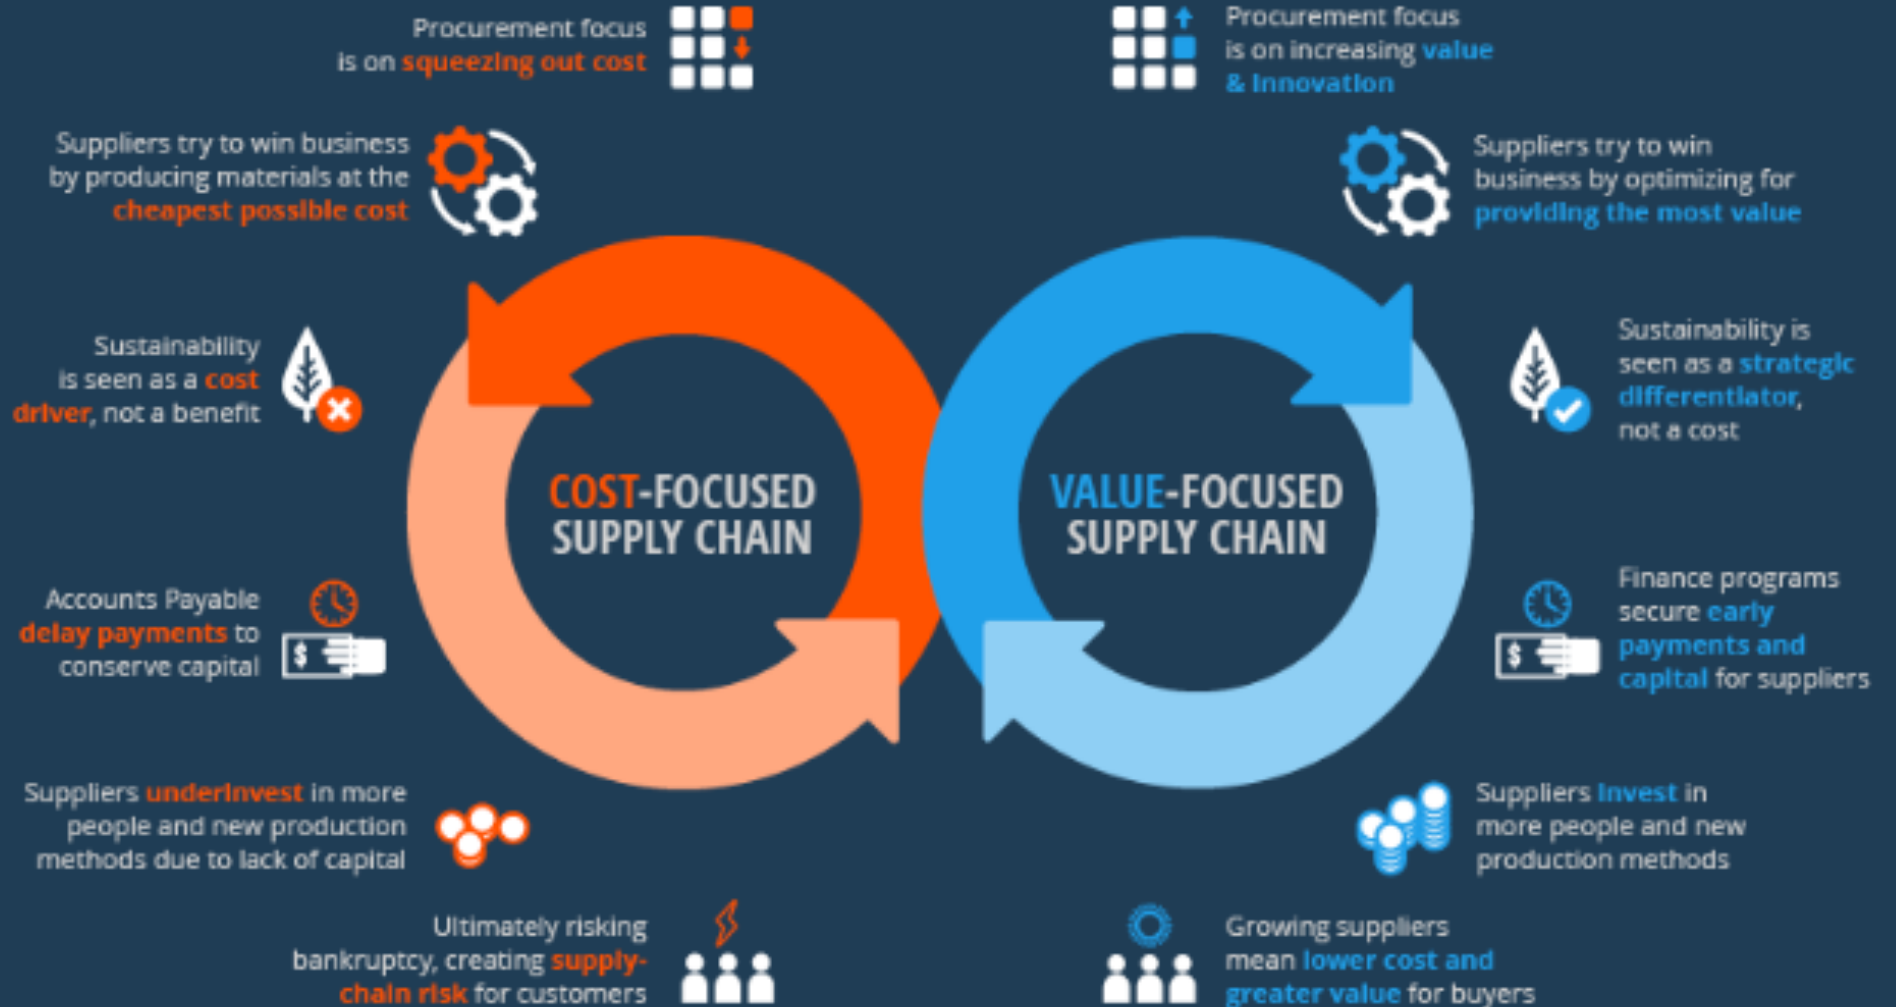 Procurement focus
is on squeezing out cost
Suppliers try to win business
by producing materials at the
cheapest possible cost
Sustainability
is seen as a cost
driver, not a benefit
Accounts Payable
delay payments to
conserve capital
Suppliers underinvest in more
people and new production
methods due to lack of capital
Ultimately risking
bankruptcy, creating supply-
chain risk for customers
COST-FOCUSED
SUPPLY CHAIN
VALUE-FOCUSED
SUPPLY CHAIN
Procurement focus
is on increasing value
& innovation
Suppliers try to win
business by optimizing for
providing the most value
Sustainability is
seen as a strategic
differentiator,
not a cost
Finance programs
secure early
payments and
capital for suppliers
Suppliers invest in
more people and new
production methods
Growing suppliers
mean lower cost and
greater value for buyers
$
$